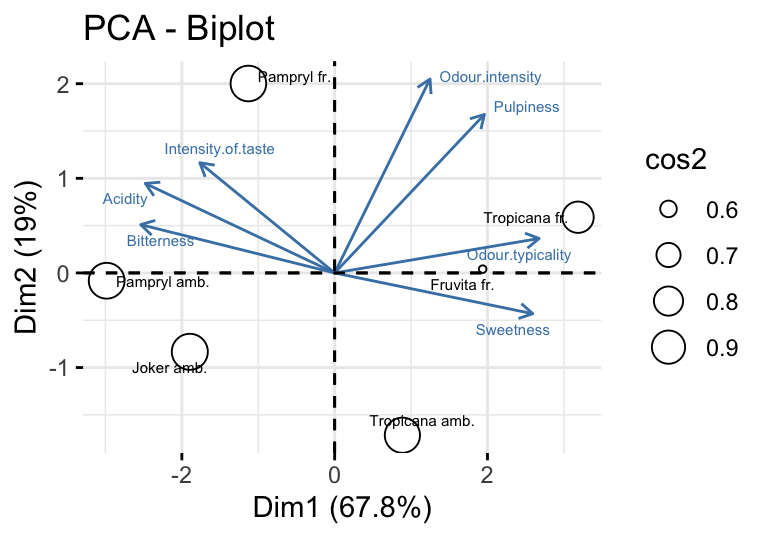 PCA - Biplot
Dim2 (19%)
2
1
0
-1
Pampryl fr.
Odour.intensity
Pulpiness
Intensity.of.taste
Acidity
Tropicana fr.
Bitterness
Odour.typicality
Pampryl amb.
Fruvita fr.
Sweetness
Joker amb.
Tropicana amb.
-2
0
2
Dim1 (67.8%)
cos2
0.6
0.7
0.8
0.9